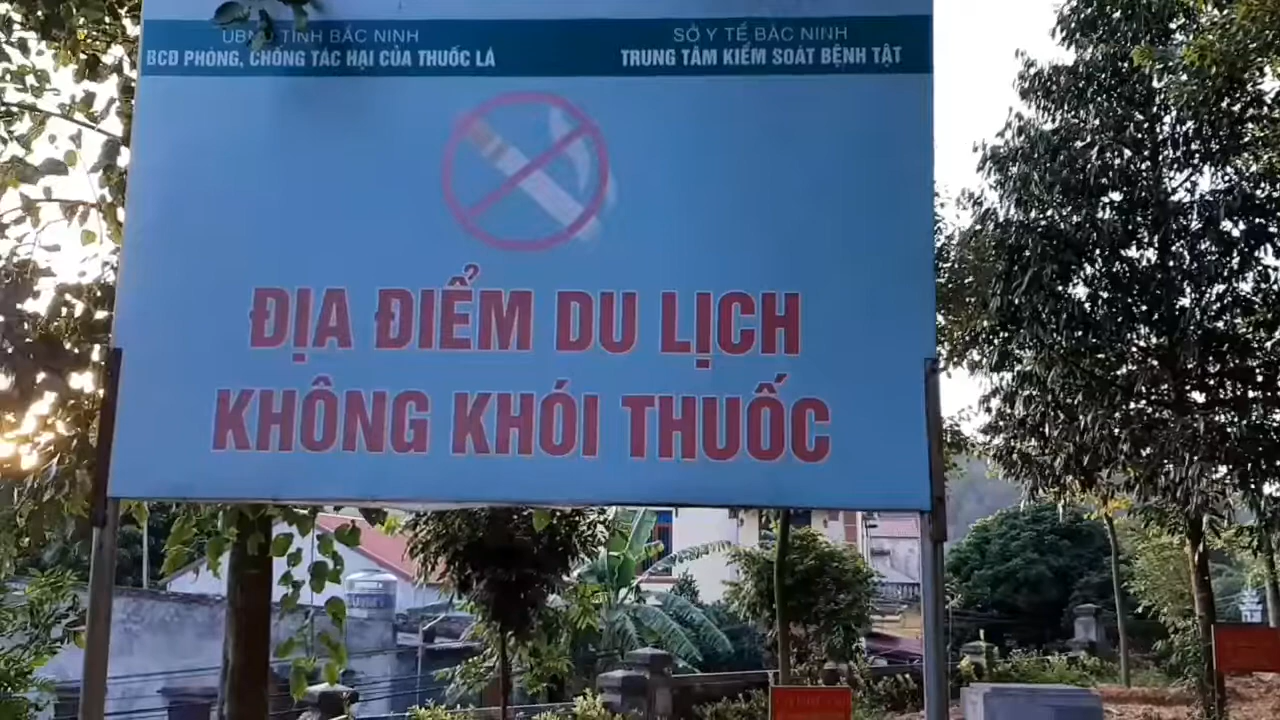 UBND TỈNH BẮC NINH
BCĐ PHÒNG, CHỐNG TÁC HẠI CỦA THUỐC LÁ
SỞ Y TẾ BẮC NINH
TRUNG TÂM KIỂM SOÁT BỆNH TẬT
ĐỊA ĐIỂM DU LỊCH
KHÔNG KHÓI THUỐC